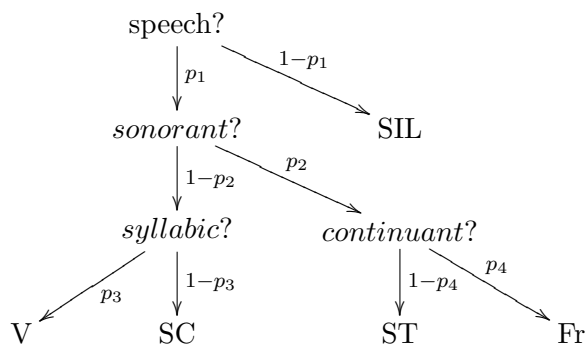 speech?
p₁ 1−p₁
sonorant? SIL
1−p₂ p₂
syllabic? continuant?
p₃ 1−p₃ 1−p₄ p₄
V SC ST Fr